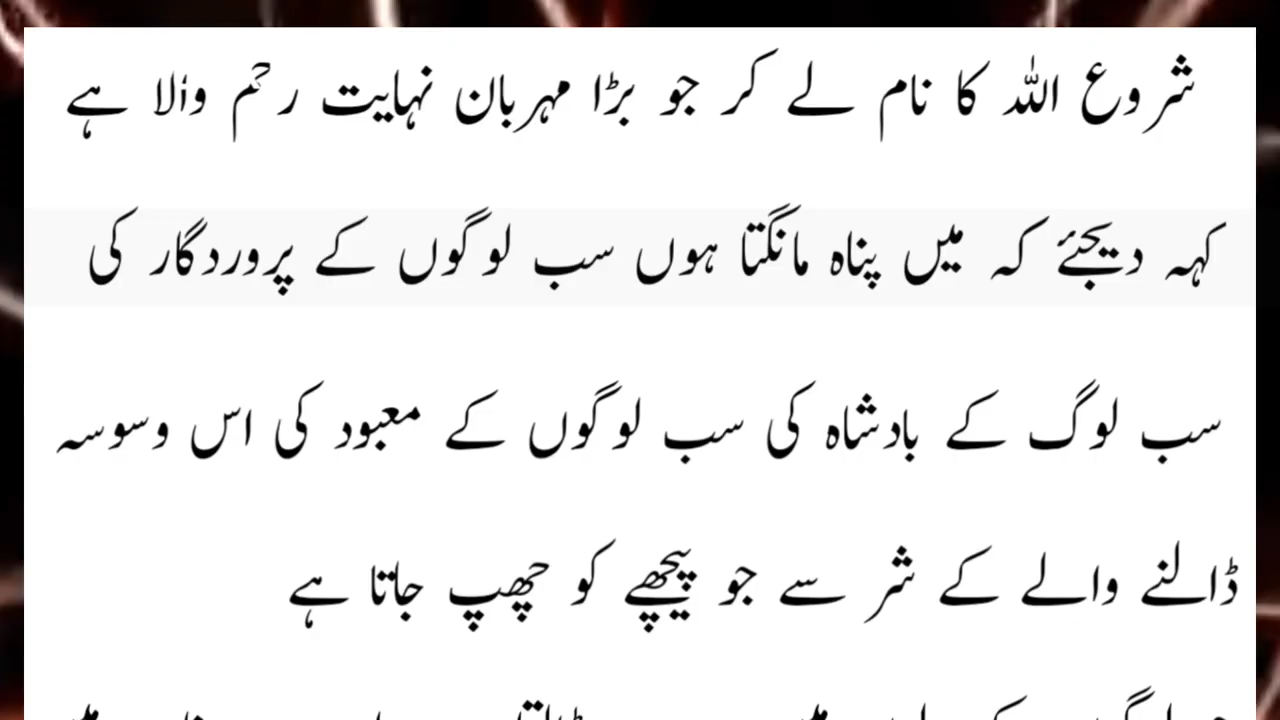 شروع اللہ کا نام لے کر جو بڑا مہربان نہایت رحم والا ہے
کہہ دیجئے کہ میں پناہ مانگتا ہوں سب لوگوں کے پروردگار کی
سب لوگ کے بادشاہ کی سب لوگوں کے معبود کی اس وسوسہ
ڈالنے والے کے شر سے جو پیچھے کو چھپ جاتا ہے